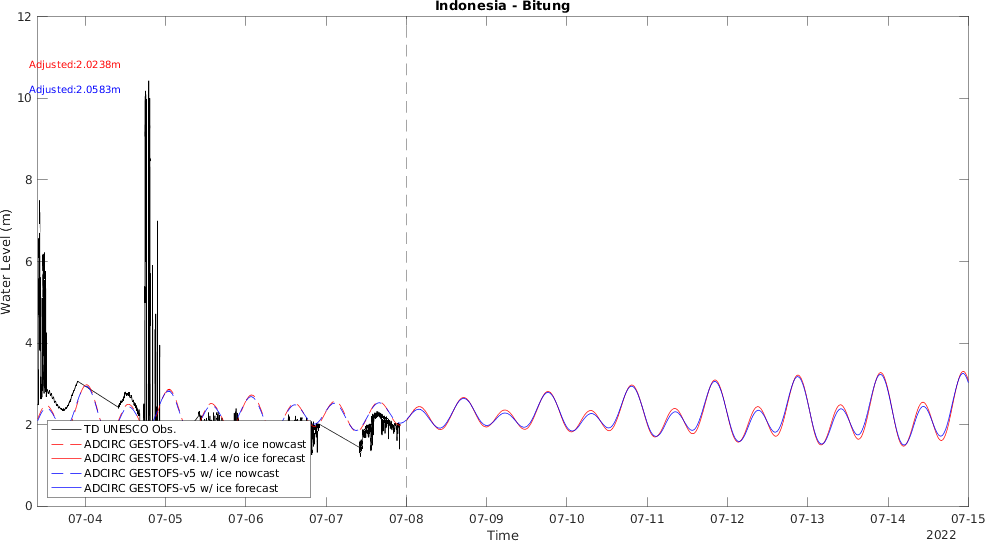 Indonesia - Bitung
Water Level (m)
12
10
8
6
4
2
0
Adjusted:2.0238m
Adjusted:2.0583m
TD UNESCO Obs.
ADCIRC GESTOFS-v4.1.4 w/o ice nowcast
ADCIRC GESTOFS-v4.1.4 w/o ice forecast
ADCIRC GESTOFS-v5 w/ ice nowcast
ADCIRC GESTOFS-v5 w/ ice forecast
07-04 07-05 07-06 07-07 07-08 07-09 07-10 07-11 07-12 07-13 07-14 07-15
Time
2022